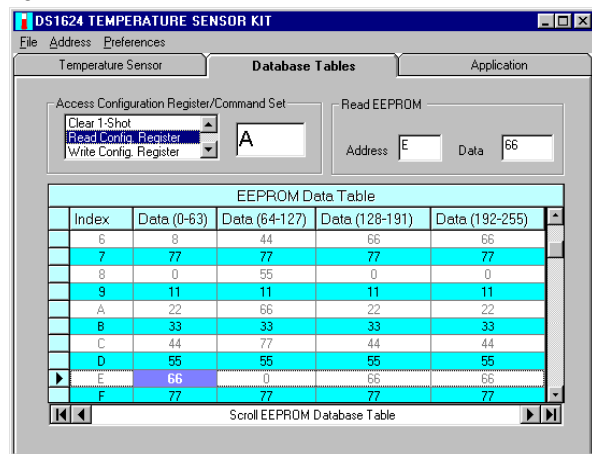 DS1624 TEMPERATURE SENSOR KIT
File Address Preferences
Temperature Sensor Database Tables Application
Access Configuration Register/Command Set Read EEPROM
Clear 1-Shot
Read Config. Register
Write Config. Register
A
Address E Data 66
EEPROM Data Table
Index Data (0-63) Data (64-127) Data (128-191) Data (192-255)
6 8 44 66 66
7 77 77 77 77
8 0 55 0 0
9 11 11 11 11
A 22 66 22 22
B 33 33 33 33
C 44 77 44 44
D 55 55 55 55
E 66 0 66 66
F 77 77 77 77
Scroll EEPROM Database Table